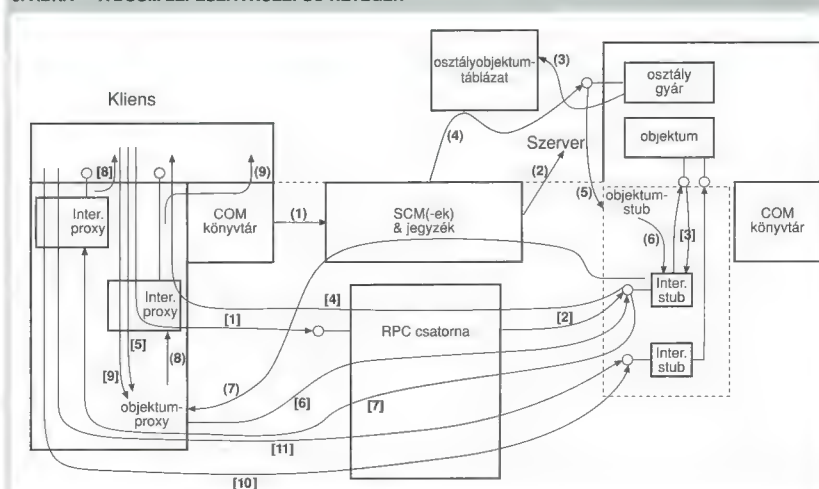 Kliens
osztályobjektum-
táblázat
(3)
osztály
gyár
objektum
(4)
Szerver
(2)
(5)
[8]
(9)
Inter.
proxy
COM
könyvtár
(1)
SCM(-ek)
& jegyzék
objektum-
stub
(6)
[3]
COM
könyvtár
Inter.
proxy
[1]
[4]
RPC csatorna
[2]
Inter.
stub
[5]
(8)
[9]
objektum-
proxy
(7)
[6]
[7]
Inter.
stub
[11]
[10]